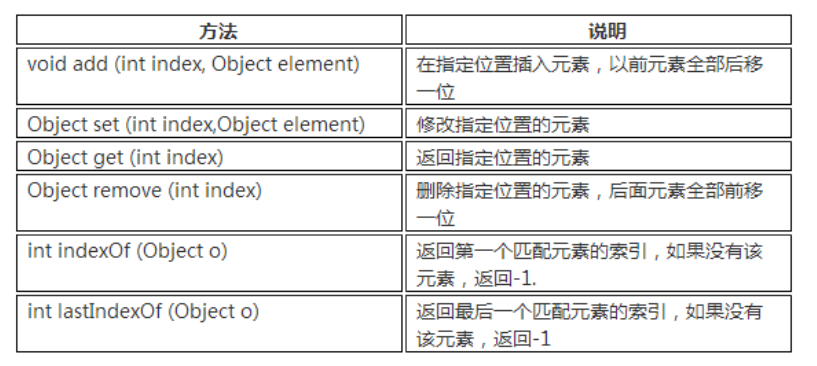 方法
说明
void add (int index, Object element)
在指定位置插入元素，以前元素全部后移
一位
Object set (int index,Object element)
修改指定位置的元素
Object get (int index)
返回指定位置的元素
Object remove (int index)
删除指定位置的元素，后面元素全部前移
一位
int indexOf (Object o)
返回第一个匹配元素的索引，如果没有该
元素，返回-1.
int lastIndexOf (Object o)
返回最后一个匹配元素的索引，如果没有
该元素，返回-1